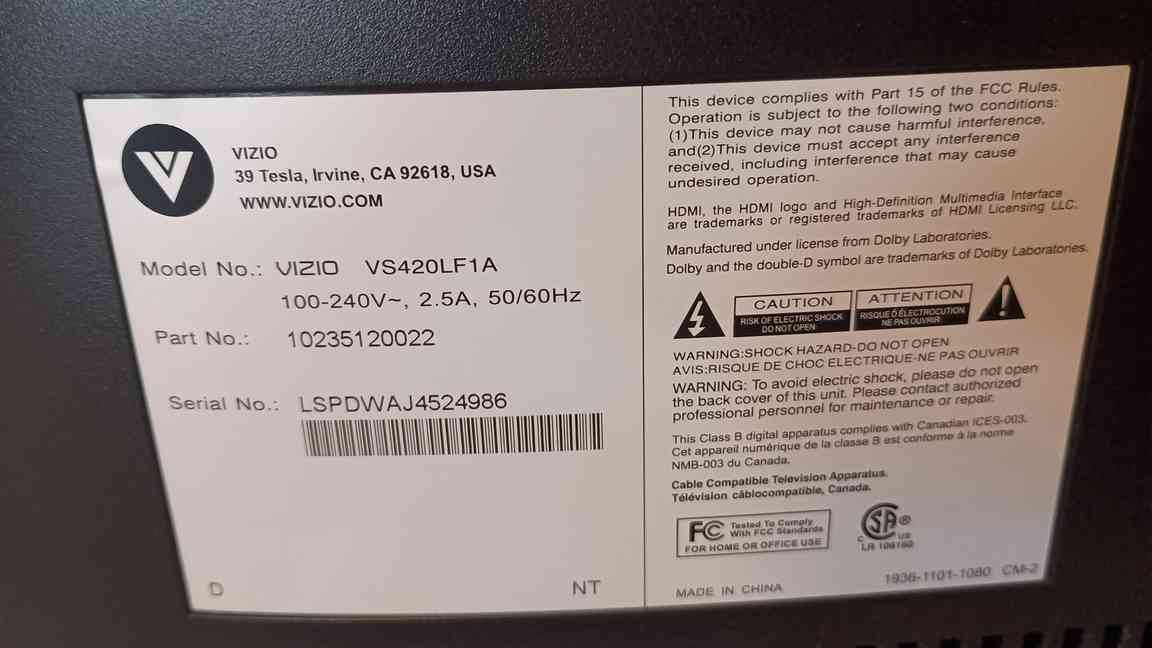 VIZIO
39 Tesla, Irvine, CA 92618, USA
WWW.VIZIO.COM
Model No.: VIZIO VS420LF1A
100-240V~, 2.5A, 50/60Hz
Part No.: 10235120022
Serial No.: LSPDWAJ4524986
D NT
This device complies with Part 15 of the FCC Rules.
Operation is subject to the following two conditions:
(1)This device may not cause harmful interference,
and(2)This device must accept any interference
received, including interference that may cause
undesired operation.
HDMI, the HDMI logo and High-Definition Multimedia Interface
are trademarks or registered trademarks of HDMI Licensing LLC.
Manufactured under license from Dolby Laboratories.
Dolby and the double-D symbol are trademarks of Dolby Laboratories.
CAUTION
RISK OF ELECTRIC SHOCK
DO NOT OPEN
ATTENTION
RISQUE D ÉLECTROCUTION
NE PAS OUVRIR
WARNING:SHOCK HAZARD-DO NOT OPEN
AVIS:RISQUE DE CHOC ELECTRIQUE-NE PAS OUVRIR
WARNING: To avoid electric shock, please do not open
the back cover of this unit. Please contact authorized
professional personnel for maintenance or repair.
This Class B digital apparatus complies with Canadian ICES-003.
Cet appareil numérique de la classe B est conforme à la norme
NMB-003 du Canada.
Cable Compatible Television Apparatus.
Télévision câblocompatible, Canada.
FC Tested To Comply
With FCC Standards
FOR HOME OR OFFICE USE
SA®
C US
LR 106160
MADE IN CHINA
1936-1101-1080 CM-2